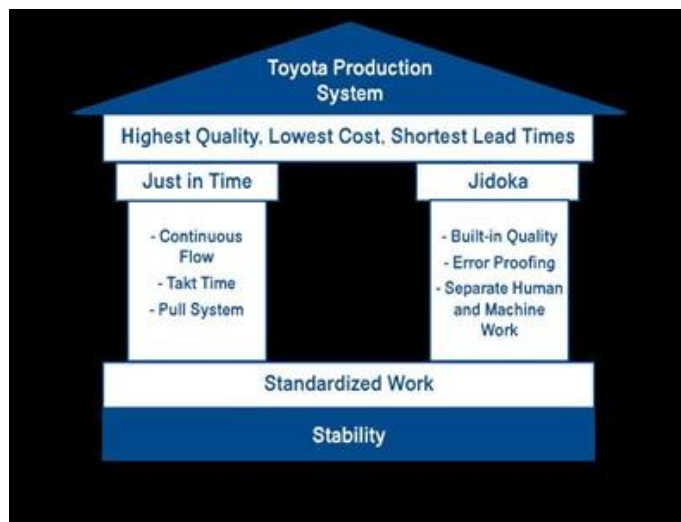 Toyota Production
System
Highest Quality, Lowest Cost, Shortest Lead Times
Just in Time
- Continuous
Flow
- Takt Time
- Pull System
Jidoka
- Built-in Quality
- Error Proofing
- Separate Human
and Machine
Work
Standardized Work
Stability